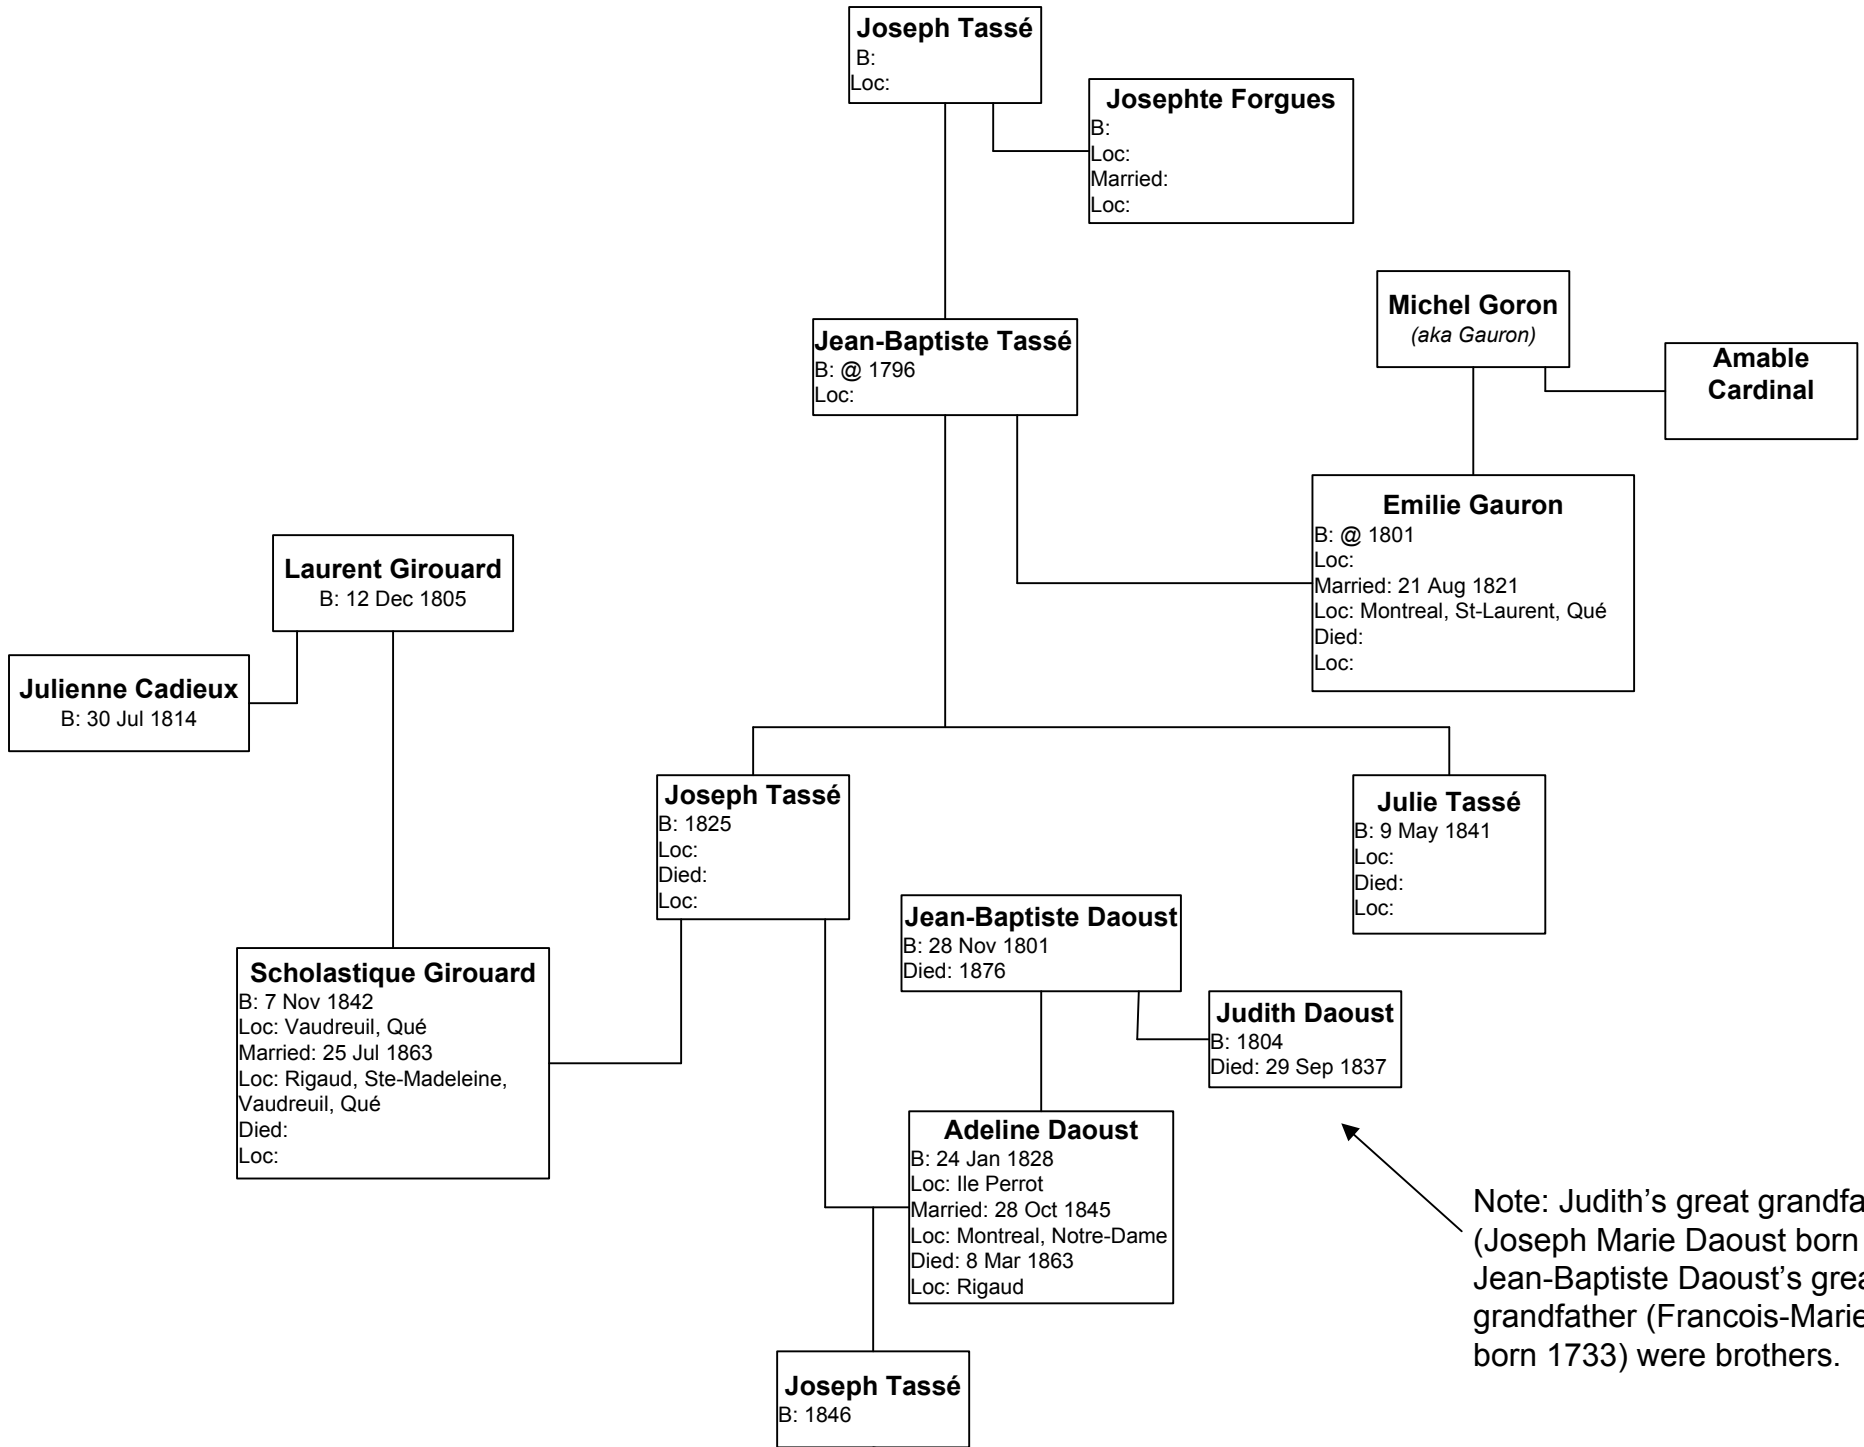 Joseph Tassé
B:
Loc:
Josephte Forgues
B:
Loc:
Married:
Loc:
Michel Goron
(aka Gauron)
Amable
Cardinal
Jean-Baptiste Tassé
B: @ 1796
Loc:
Emilie Gauron
B: @ 1801
Loc:
Married: 21 Aug 1821
Loc: Montreal, St-Laurent, Qué
Died:
Loc:
Laurent Girouard
B: 12 Dec 1805
Julienne Cadieux
B: 30 Jul 1814
Joseph Tassé
B: 1825
Loc:
Died:
Loc:
Julie Tassé
B: 9 May 1841
Loc:
Died:
Loc:
Jean-Baptiste Daoust
B: 28 Nov 1801
Died: 1876
Judith Daoust
B: 1804
Died: 29 Sep 1837
Scholastique Girouard
B: 7 Nov 1842
Loc: Vaudreuil, Qué
Married: 25 Jul 1863
Loc: Rigaud, Ste-Madeleine,
Vaudreuil, Qué
Died:
Loc:
Adeline Daoust
B: 24 Jan 1828
Loc: Ile Perrot
Married: 28 Oct 1845
Loc: Montreal, Notre-Dame
Died: 8 Mar 1863
Loc: Rigaud
Note: Judith’s great
(Joseph Marie Daoust born
Jean-Baptiste Daoust’s
grandfather (Francois-Marie
born 1733) were brothers.
Joseph Tassé
B: 1846